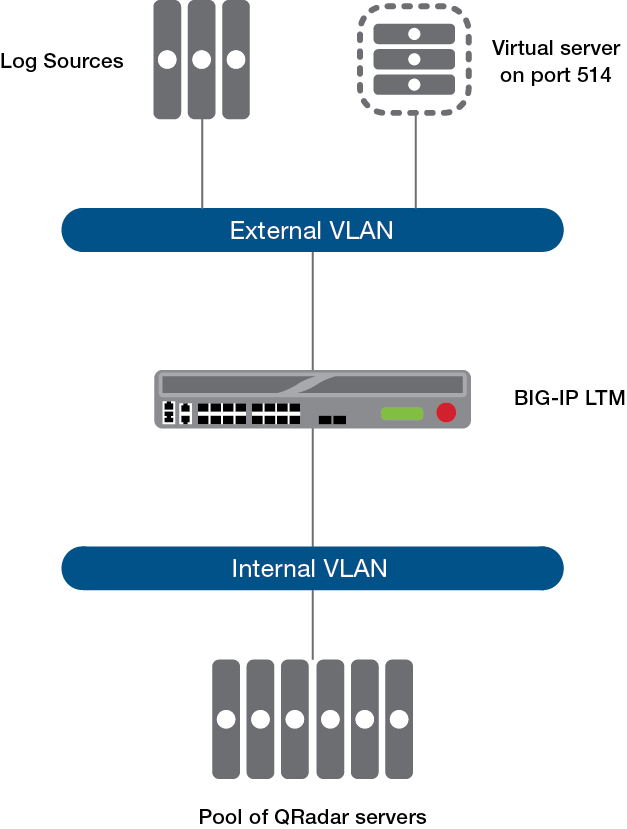 Log Sources
Virtual server
on port 514
External VLAN
BIG-IP LTM
Internal VLAN
Pool of QRadar servers